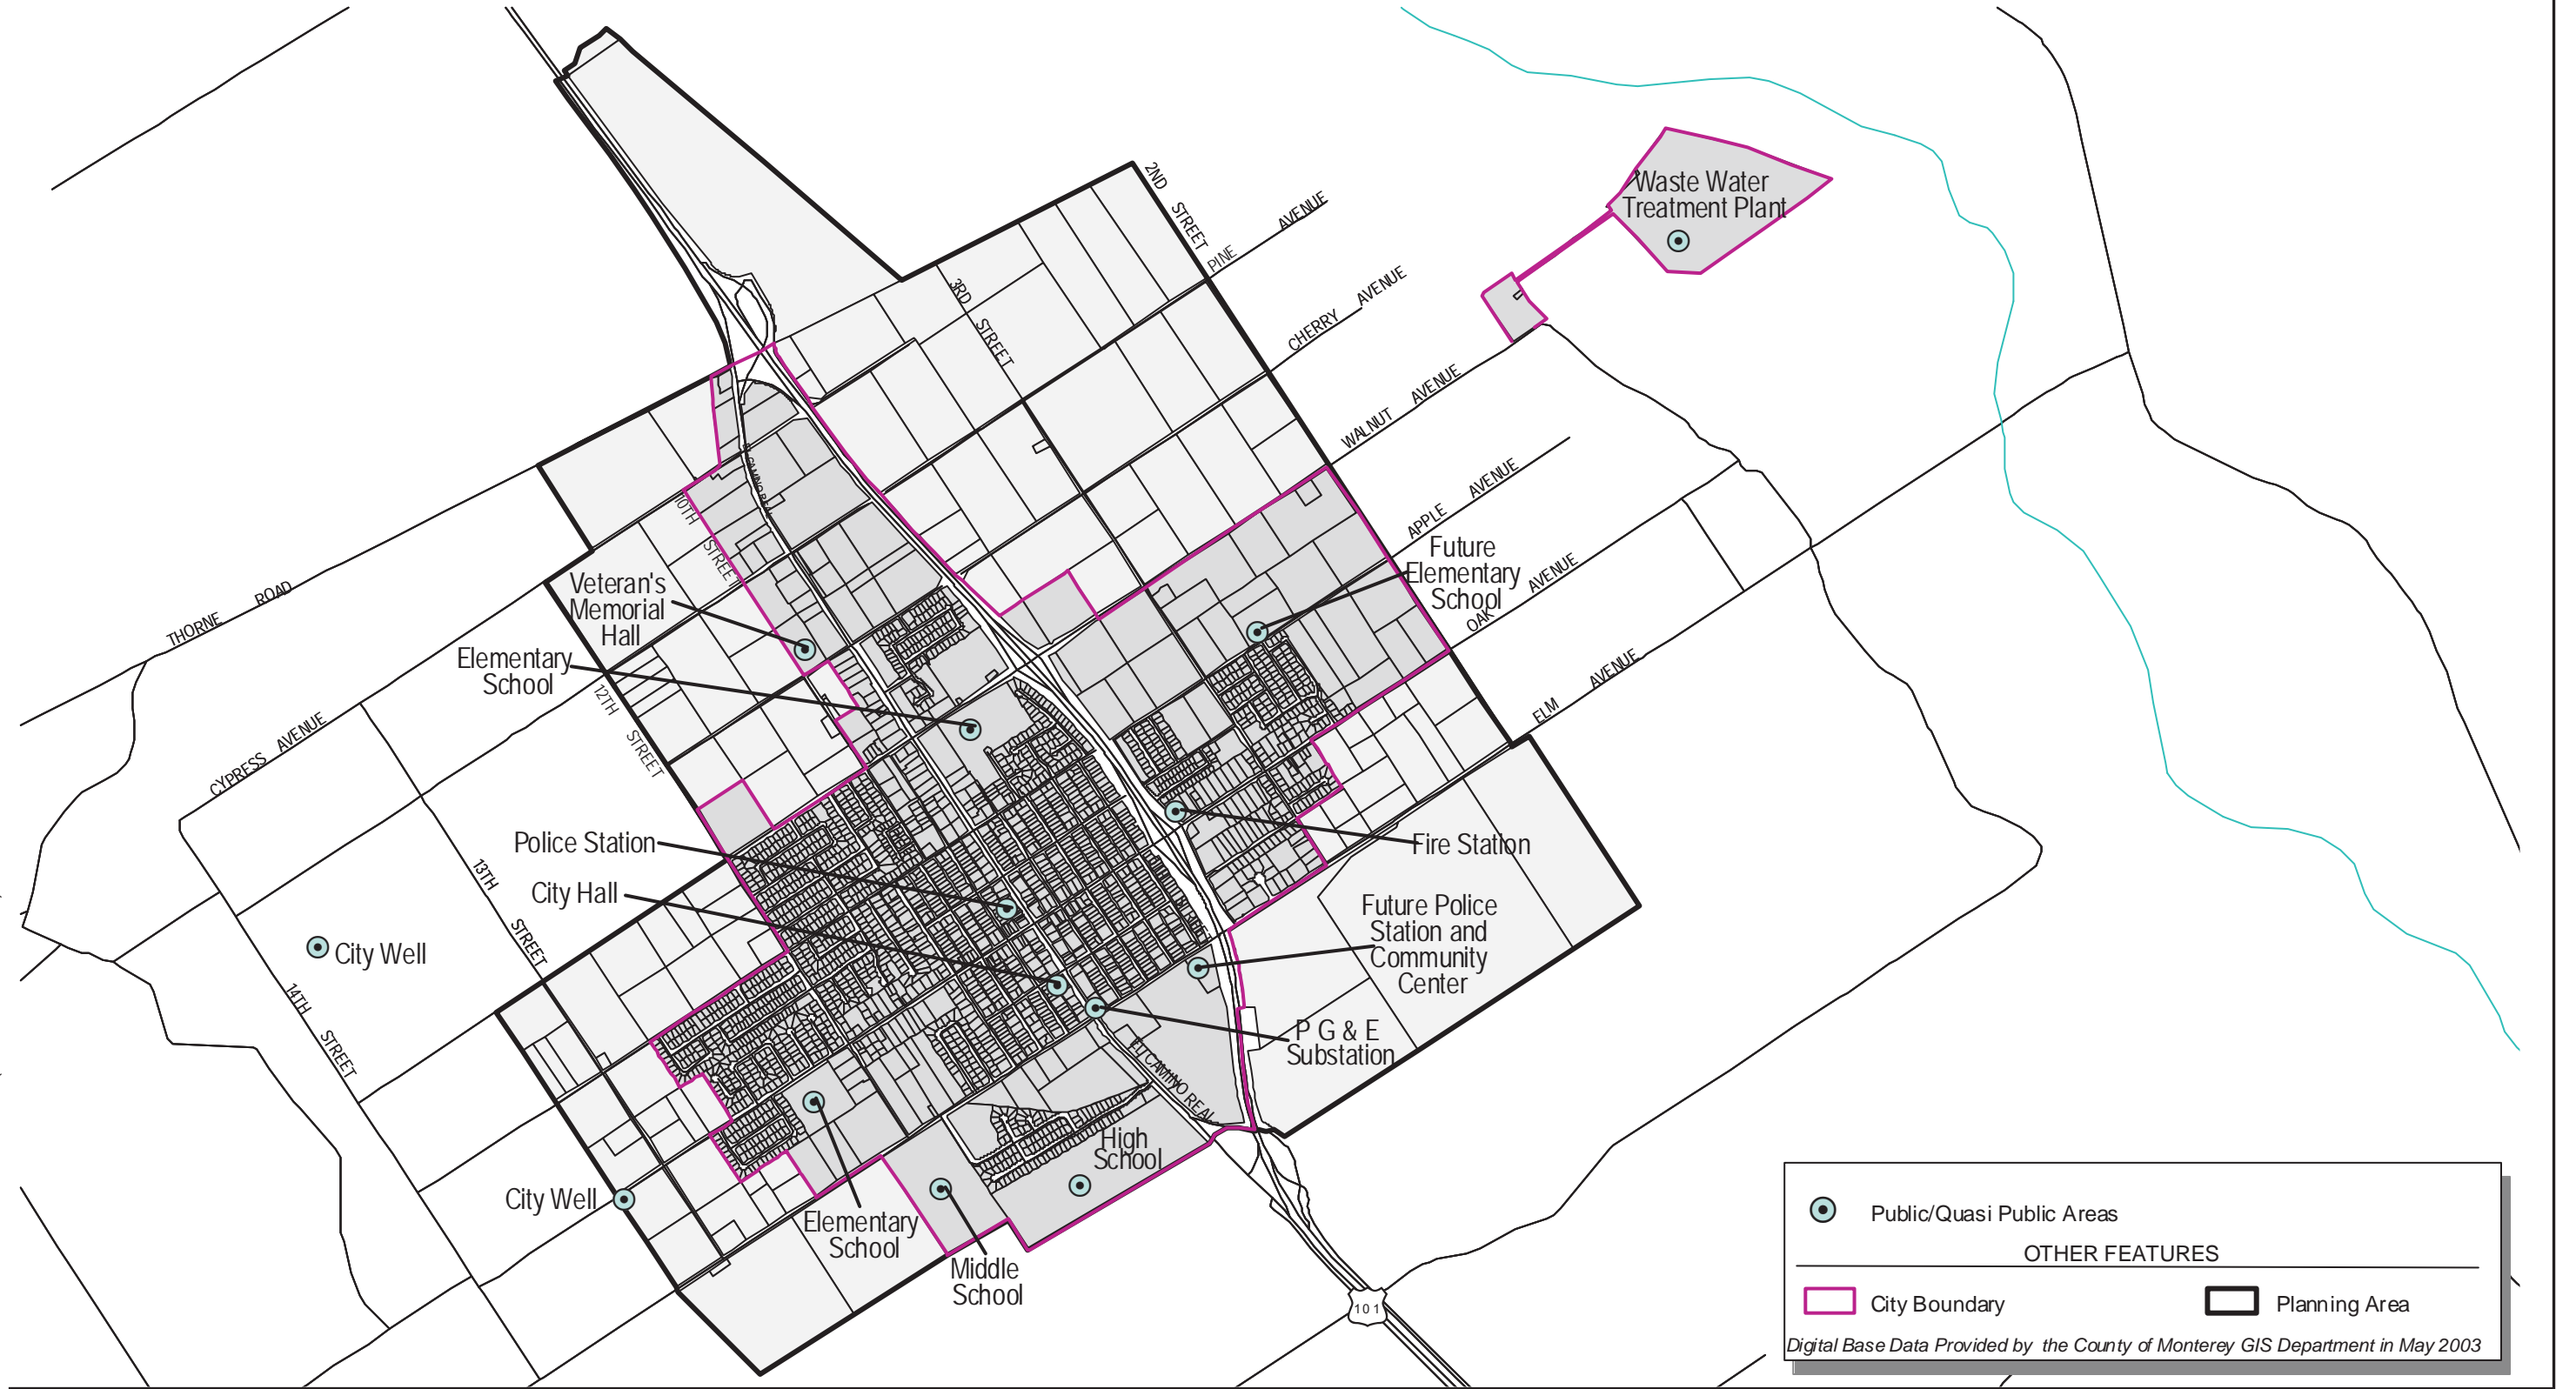 2ND
STREET
PINE
AVENUE
Waste Water
Treatment Plant
3RD
STREET
CHERRY
AVENUE
WALNUT
AVENUE
APPLE
AVENUE
OAK
AVENUE
ELM
AVENUE
10TH
STREET
Future
Elementary
School
Veteran's
Memorial
Hall
THORNE
ROAD
Elementary
School
12TH
STREET
CYPRESS
AVENUE
Police Station
City Hall
Fire Station
13TH
STREET
Future Police
Station and
Community
Center
City Well
14TH
STREET
P G & E
Substation
EL CAMINO REAL
High
School
City Well
Elementary
School
Middle
School
101
Public/Quasi Public Areas
OTHER FEATURES
City Boundary
Planning Area
Digital Base Data Provided by the County of Monterey GIS Department in May 2003